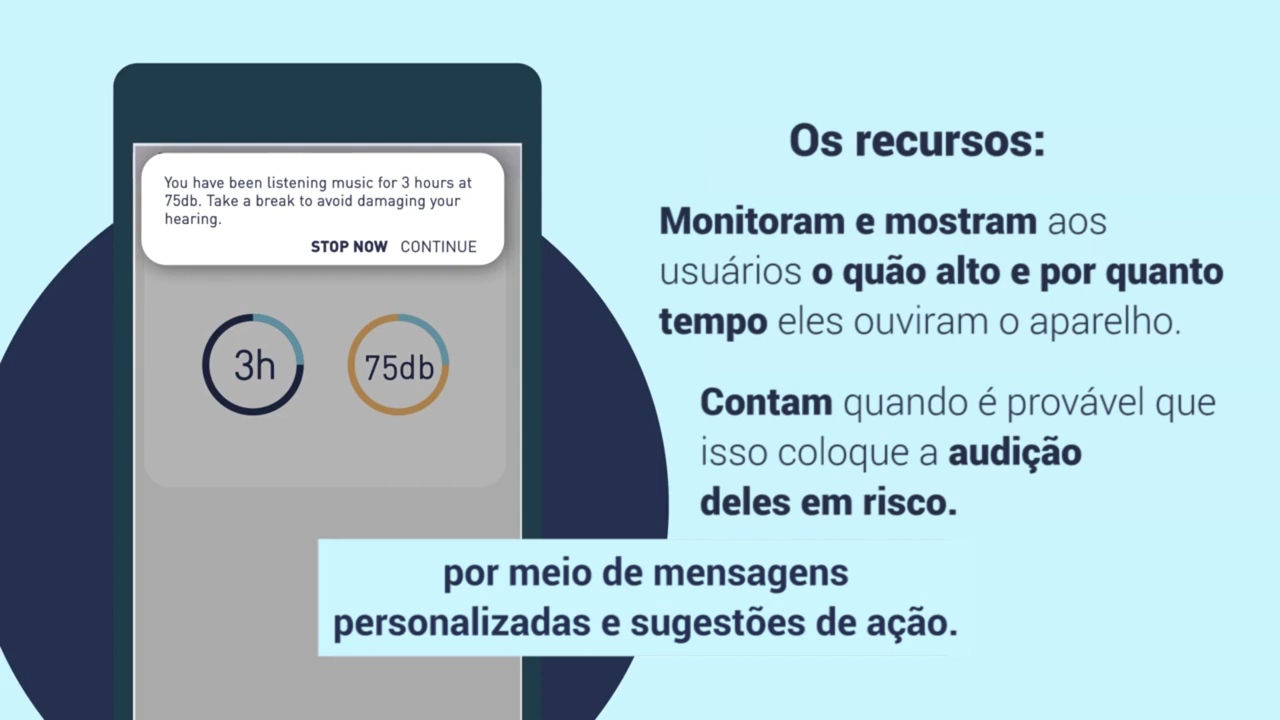 You have been listening music for 3 hours at
75db. Take a break to avoid damaging your
hearing.
STOP NOW CONTINUE
3h 75db
Os recursos:
Monitoram e mostram aos
usuários o quão alto e por quanto
tempo eles ouviram o aparelho.
Contam quando é provável que
isso coloque a audição
deles em risco.
por meio de mensagens
personalizadas e sugestões de ação.